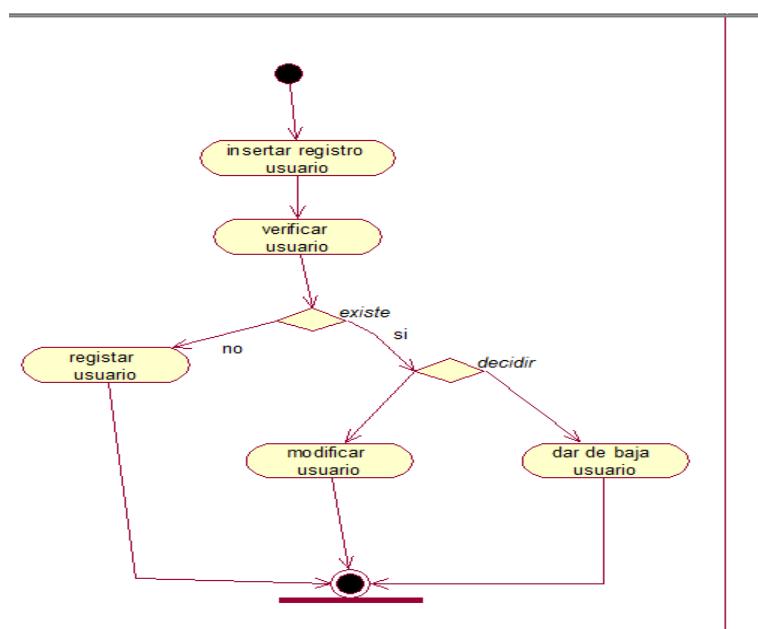 insertar registro
usuario
verificar
usuario
existe
si
no
registar
usuario
decidir
modificar
usuario
dar de baja
usuario